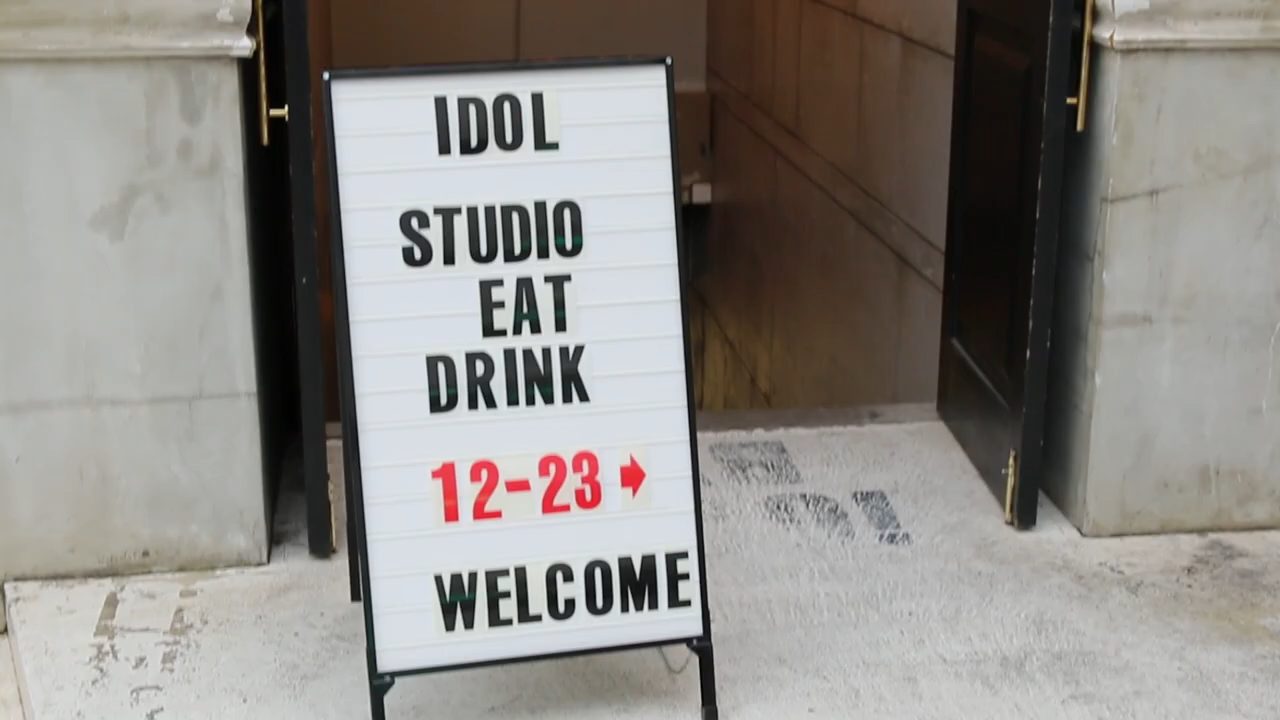 IDOL
STUDIO
EAT
DRINK
12-23 →
WELCOME